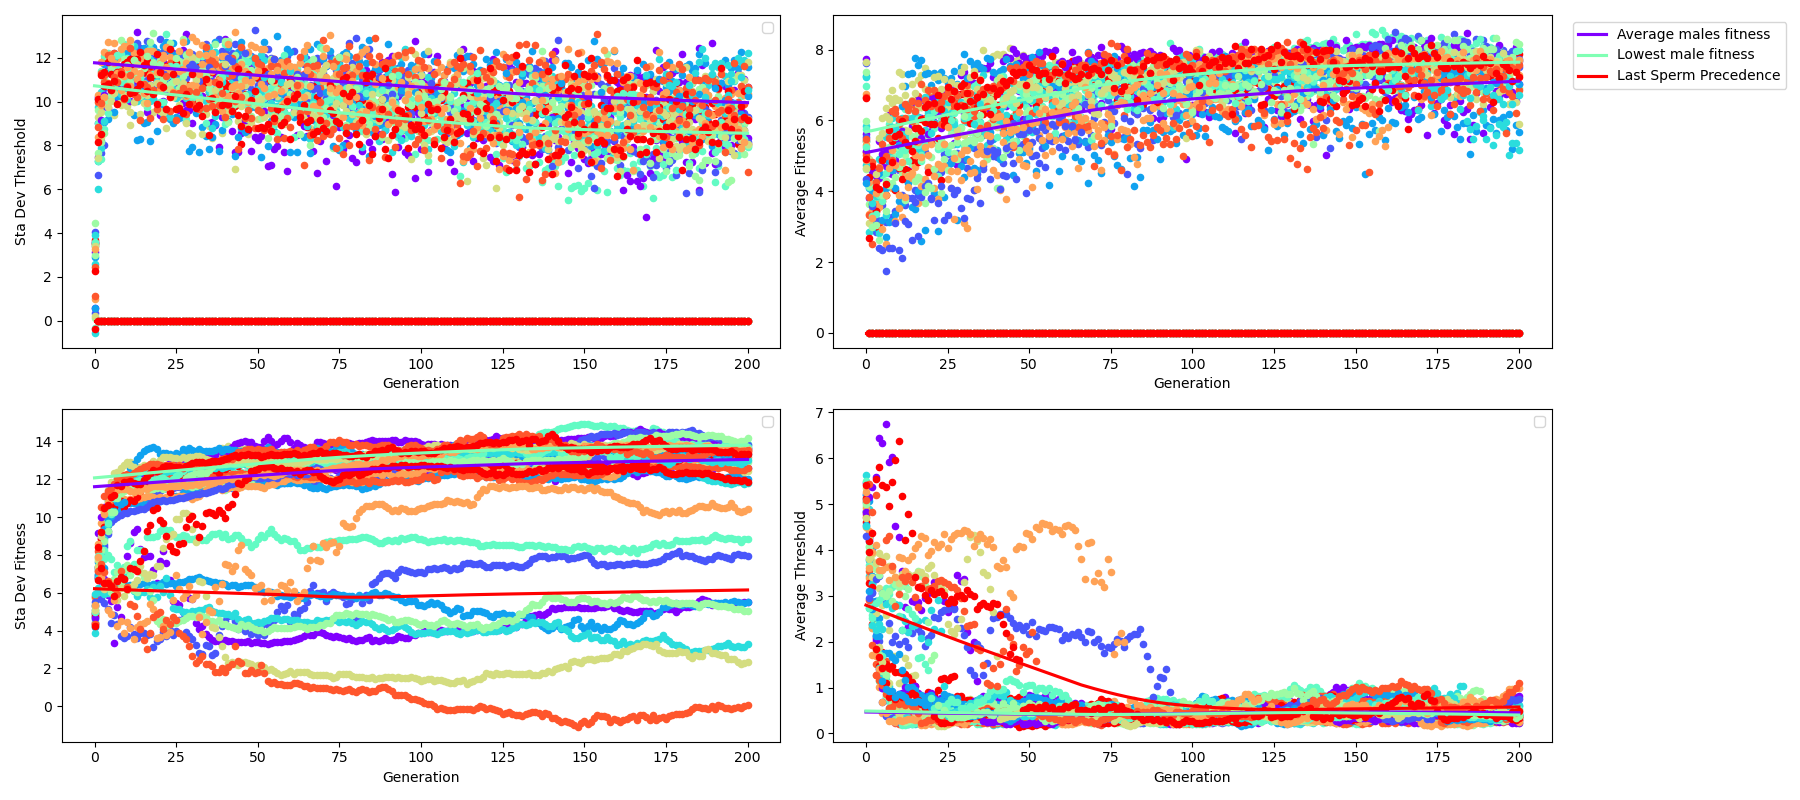 Sta Dev Threshold
12
10
8
6
4
2
0
0 25 50 75 100 125 150 175 200
Generation
Average Fitness
8
6
4
2
0
0 25 50 75 100 125 150 175 200
Generation
Average males fitness
Lowest male fitness
Last Sperm Precedence
Sta Dev Fitness
14
12
10
8
6
4
2
0
0 25 50 75 100 125 150 175 200
Generation
Average Threshold
7
6
5
4
3
2
1
0
0 25 50 75 100 125 150 175 200
Generation